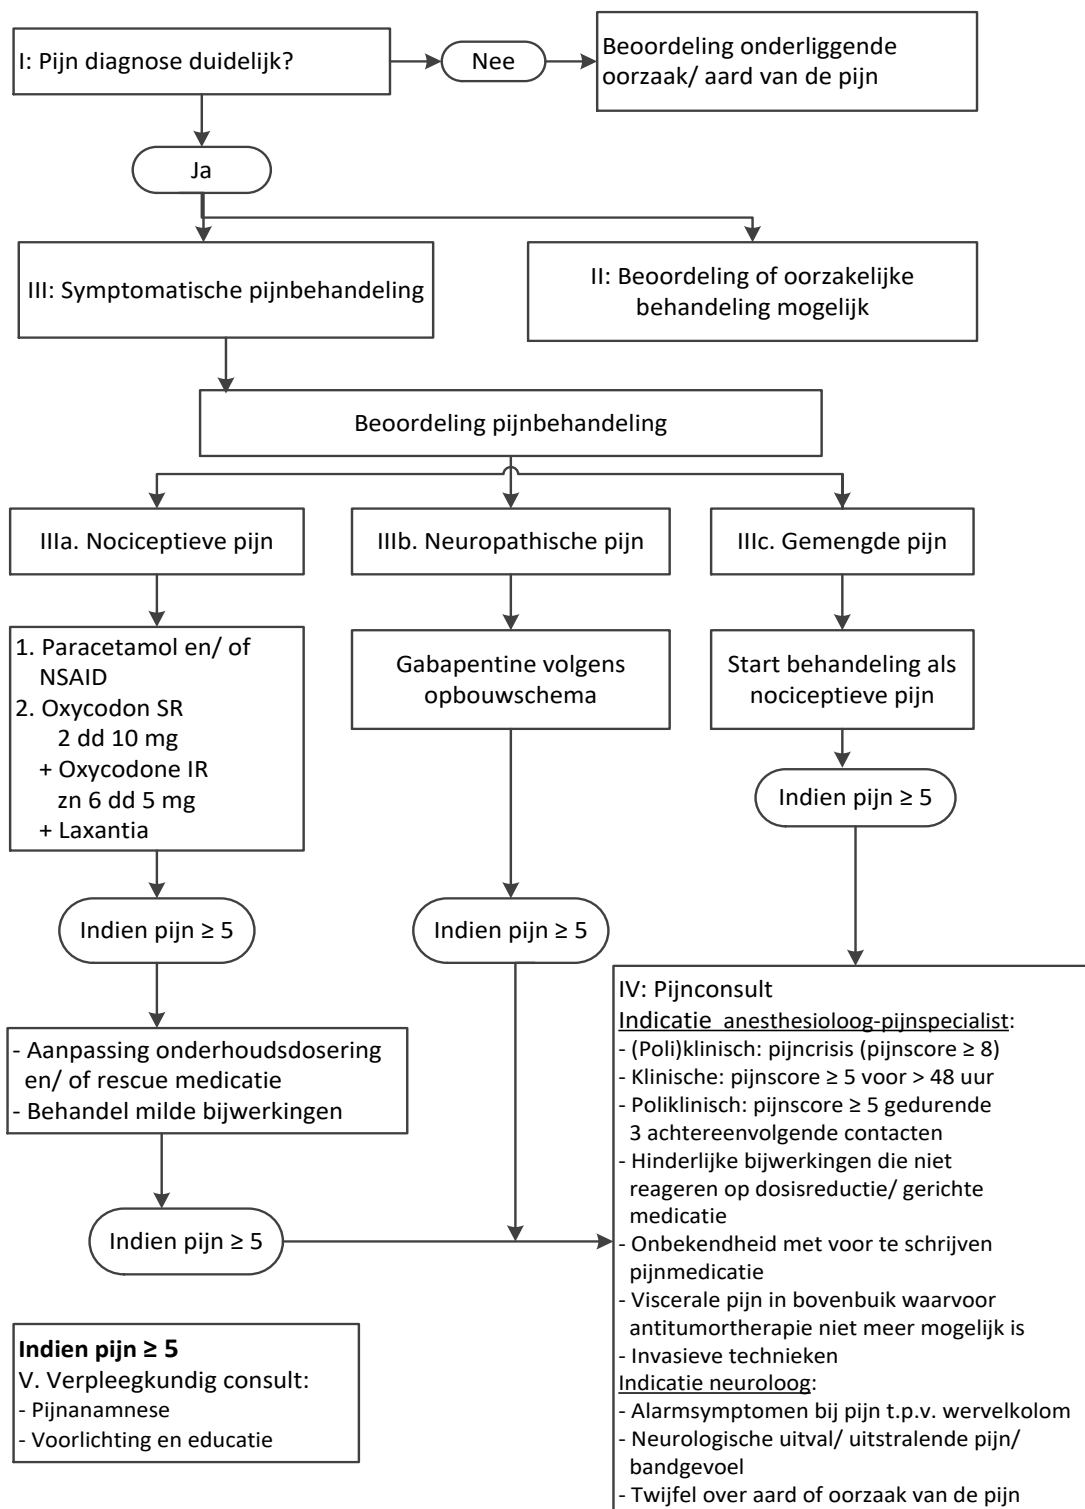 I: Pijn diagnose duidelijk?
Nee
Beoordeling onderliggende
oorzaak/ aard van de pijn
Ja
III: Symptomatische pijnbehandeling
II: Beoordeling of oorzakelijke
behandeling mogelijk
Beoordeling pijnbehandeling
IIIa. Nociceptieve pijn
IIIb. Neuropathische pijn
IIIc. Gemengde pijn
1. Paracetamol en/ of
NSAID
2. Oxycodon SR
2 dd 10 mg
+ Oxycodone IR
zn 6 dd 5 mg
+ Laxantia
Gabapentine volgens
opbouwschema
Start behandeling als
nociceptieve pijn
Indien pijn ≥ 5
Indien pijn ≥ 5
Indien pijn ≥ 5
- Aanpassing onderhoudsdosering
en/ of rescue medicatie
- Behandel milde bijwerkingen
Indien pijn ≥ 5
IV: Pijnconsult
Indicatie anesthesioloog-pijnspecialist:
- (Poli)klinisch: pijncrisis (pijnscore ≥ 8)
- Klinische: pijnscore ≥ 5 voor > 48 uur
- Poliklinisch: pijnscore ≥ 5 gedurende
3 achtereenvolgende contacten
- Hinderlijke bijwerkingen die niet
reageren op dosisreductie/ gerichte
medicatie
- Onbekendheid met voor te schrijven
pijnmedicatie
- Viscerale pijn in bovenbuik waarvoor
antitumortherapie niet meer mogelijk is
- Invasieve technieken
Indicatie neuroloog:
- Alarmsymptomen bij pijn t.p.v. wervelkolom
- Neurologische uitval/ uitstralende pijn/
bandgevoel
- Twijfel over aard of oorzaak van de pijn
Indien pijn ≥ 5
V. Verpleegkundig consult:
- Pijnanamnese
- Voorlichting en educatie